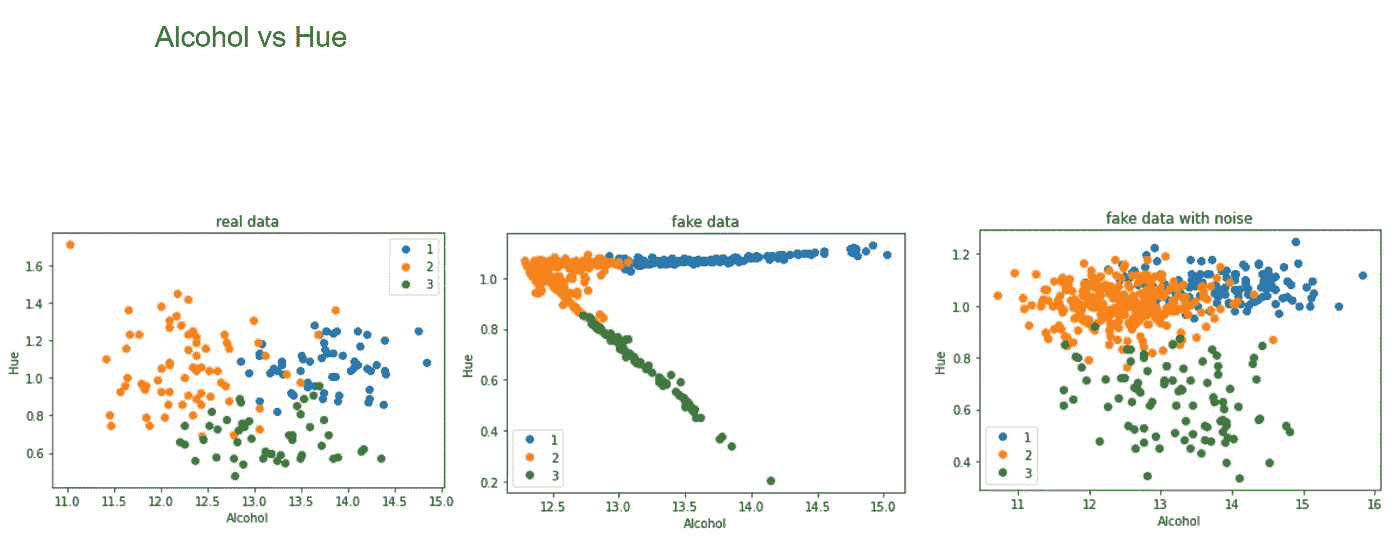 Alcohol vs Hue
real data
Hue
1.6
1.4
1.2
1.0
0.8
0.6
11.0 11.5 12.0 12.5 13.0 13.5 14.0 14.5 15.0
Alcohol
1
2
3
fake data
Hue
1.0
0.8
0.6
0.4
0.2
12.5 13.0 13.5 14.0 14.5 15.0
Alcohol
1
2
3
fake data with noise
Hue
1.2
1.0
0.8
0.6
0.4
11 12 13 14 15 16
Alcohol
1
2
3